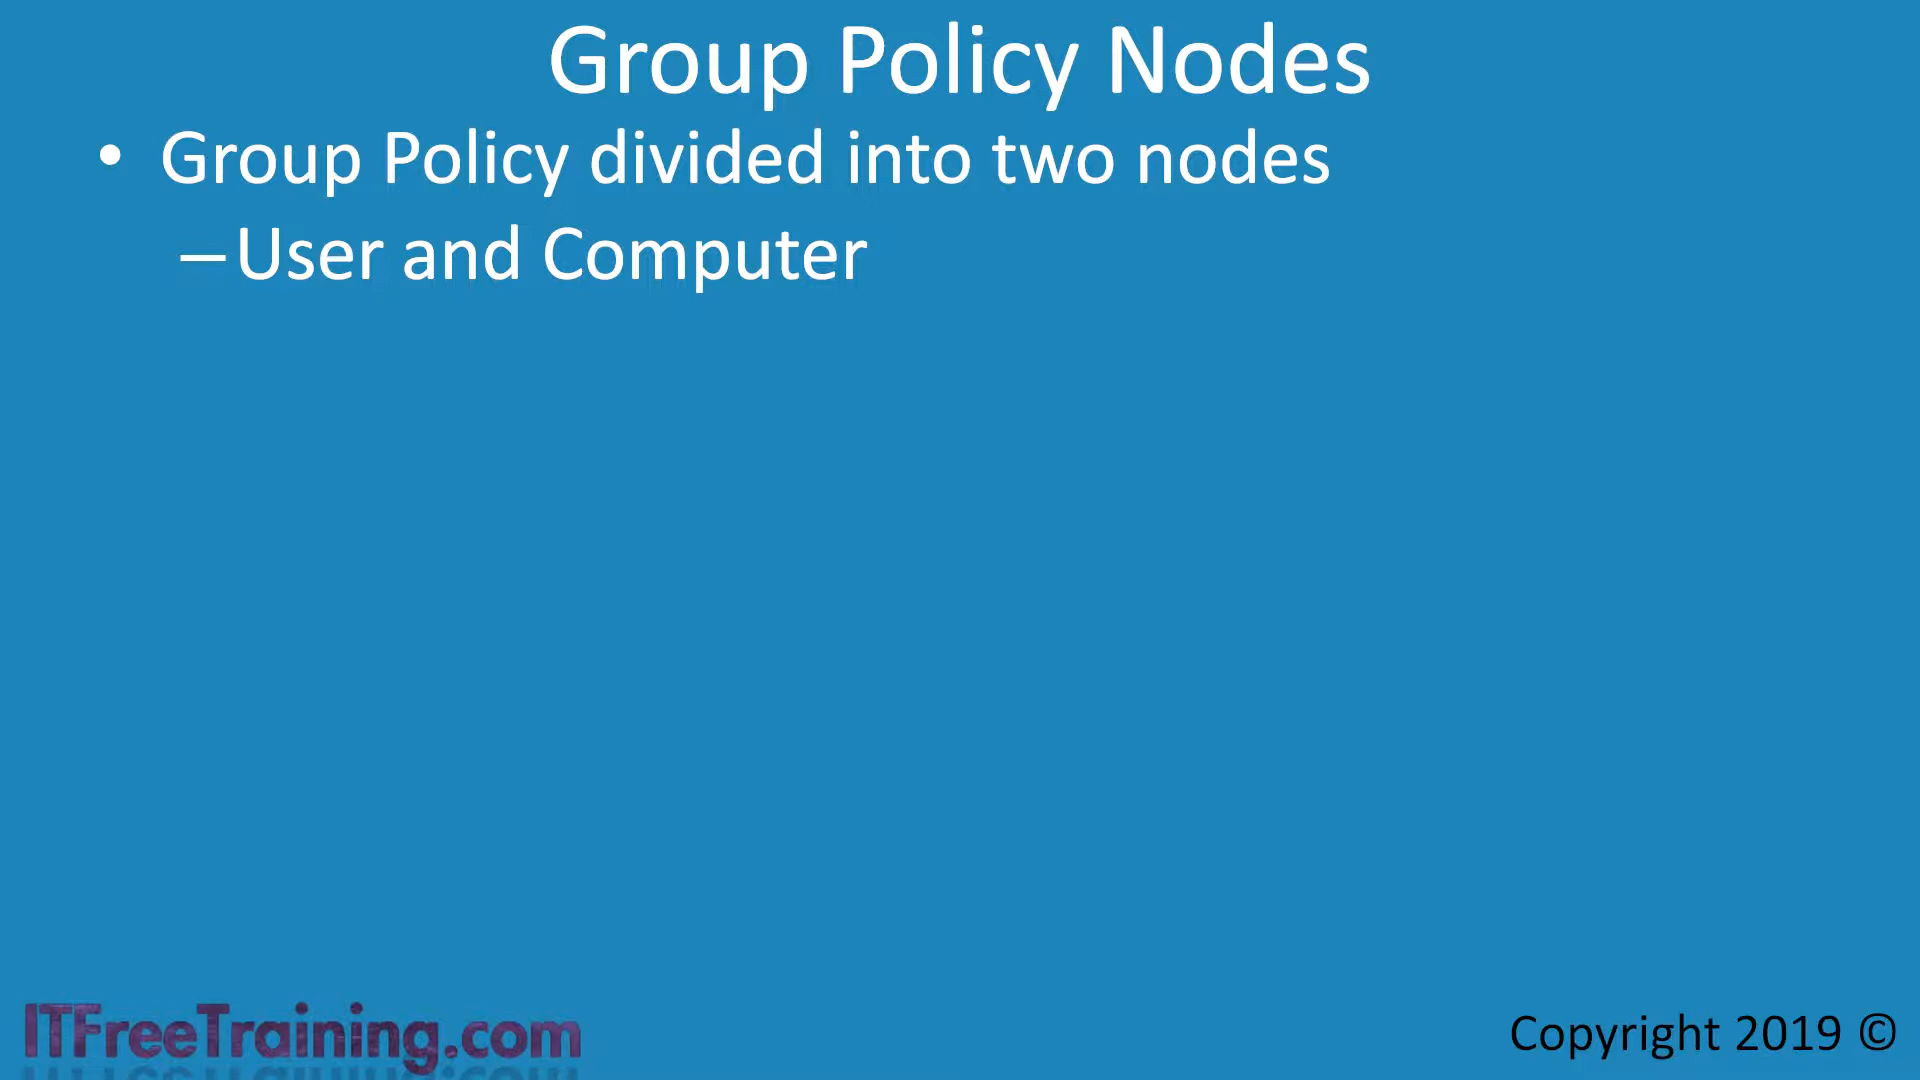 Group Policy Nodes
• Group Policy divided into two nodes
–User and Computer
ITFreeTraining.com
Copyright 2019 ©